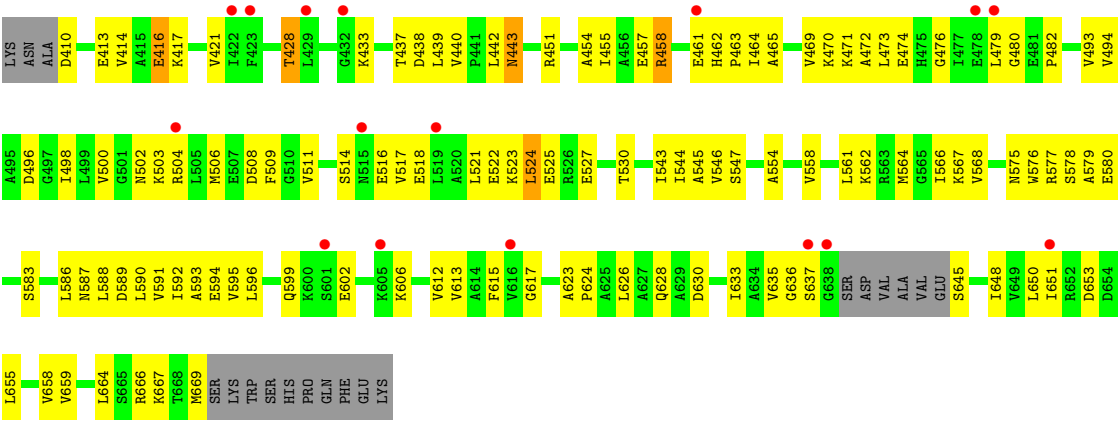 LYS ASN ALA D410 E413 V414 A415 E416 K417 V421 I422 F423 T428 L429 G432 K433 T437 D438 L439 V440 P441 L442 N443 R451 A454 I455 A456 E457 R458 E461 H462 P463 I464 A465 V469 K470 K471 A472 L473 E474 H475 G476 I477 E478 L479 G480 E481 P482 V493 V494
A495 D496 G497 I498 L499 V500 G501 N502 K503 R504 L505 M506 E507 D508 F509 G510 V511 S514 N515 E516 V517 E518 L519 A520 L521 E522 K523 L524 E525 R526 E527 T530 I543 I544 A545 V546 S547 A554 V558 L561 K562 R563 M564 G565 I566 K567 V568 N575 W576 R577 S578 A579 E580
S583 L586 N587 L588 D589 L590 V591 I592 A593 E594 V595 L596 Q599 K600 S601 E602 K605 K606 V612 V613 A614 F615 V616 G617 A623 P624 A625 L626 A627 Q628 A629 D630 I633 A634 V635 G636 S637 G638 SER ASP VAL ALA VAL GLU S645 I648 V649 L650 I651 R652 D653 D654
L655 V658 V659 L664 S665 R666 K667 T668 M669 SER LYS TRP SER HIS PRO GLN PHE GLU LYS